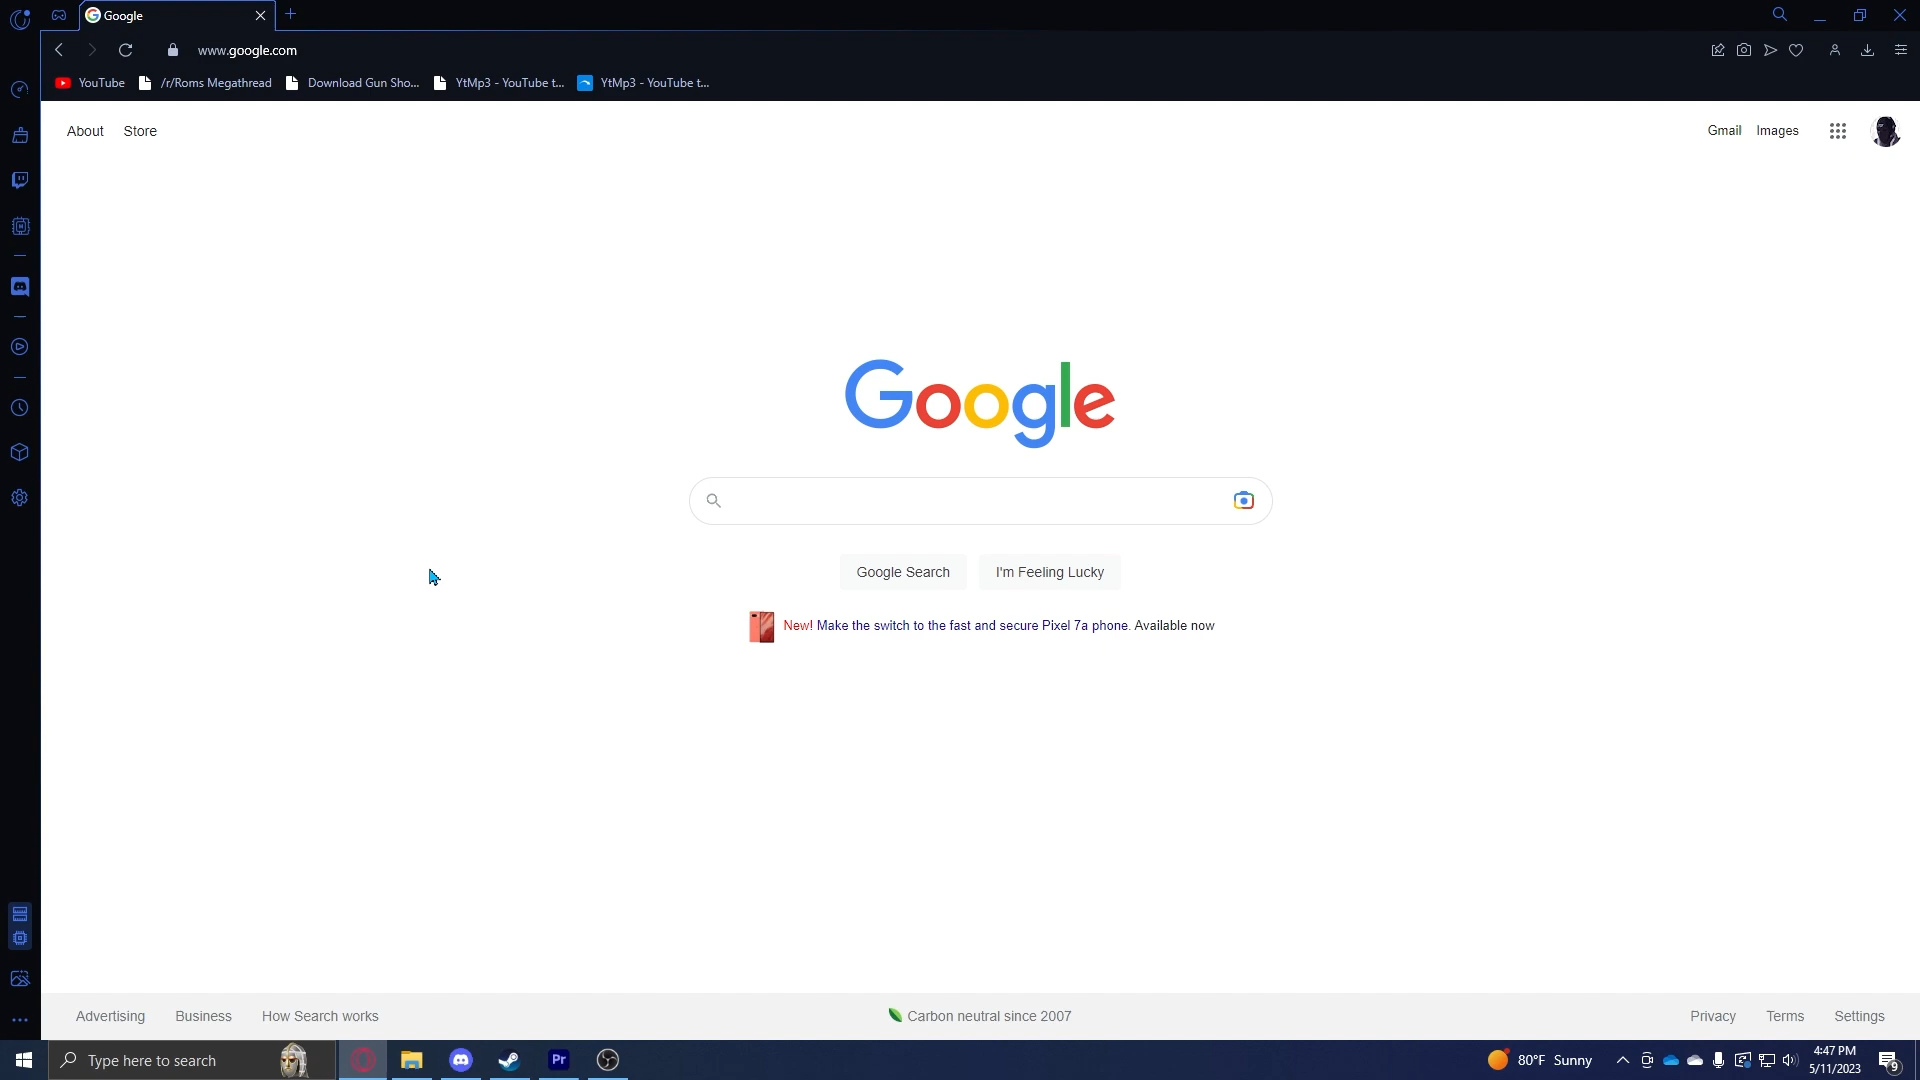 Google
www.google.com
YouTube
/r/Roms Megathread
Download Gun Sho...
YtMp3 - YouTube t...
YtMp3 - YouTube t...
About
Store
Gmail
Images
Google
Google Search
I'm Feeling Lucky
New! Make the switch to the fast and secure Pixel 7a phone. Available now
Advertising
Business
How Search works
Carbon neutral since 2007
Privacy
Terms
Settings
Type here to search
Pr
80°F Sunny
4:47 PM
5/11/2023
9